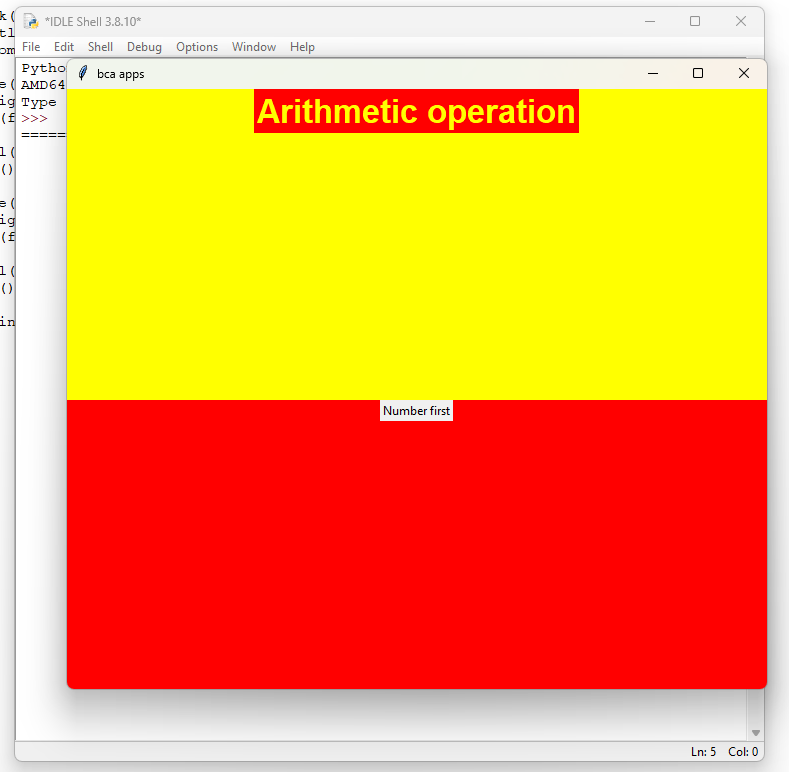 *IDLE Shell 3.8.10*
File Edit Shell Debug Options Window Help
Pytho
AMD64
Type
>>>
======
bca apps
Arithmetic operation
Number first
Ln: 5 Col: 0
k(
tl
om
e(
ig
(f
l(
()
e(
ig
(f
l(
()
in